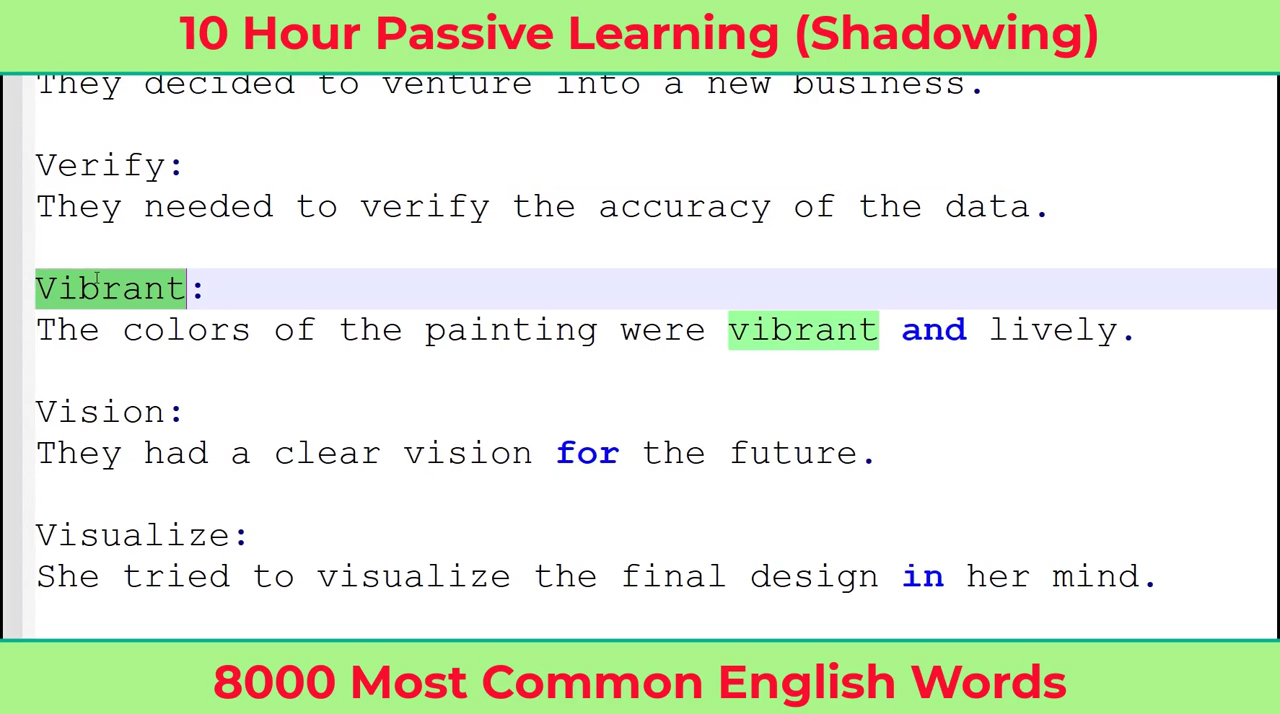 10 Hour Passive Learning (Shadowing)
They decided to venture into a new business.
Verify:
They needed to verify the accuracy of the data.
Vibrant:
The colors of the painting were vibrant and lively.
Vision:
They had a clear vision for the future.
Visualize:
She tried to visualize the final design in her mind.
8000 Most Common English Words